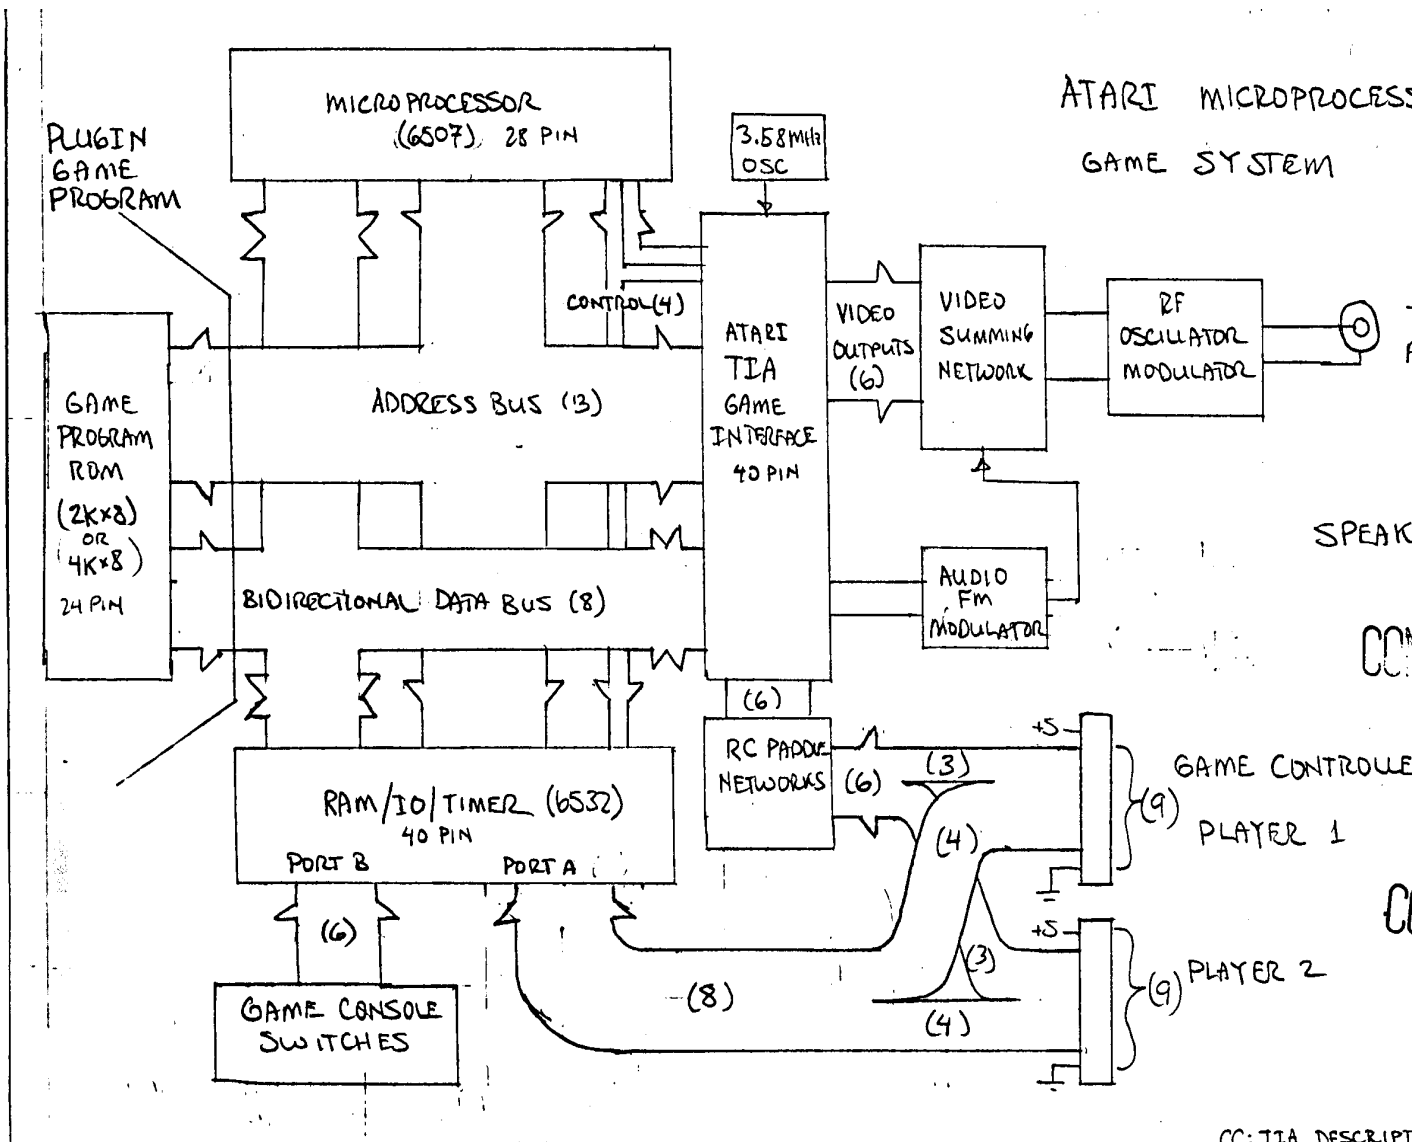 ATARI MICROPROCESS
GAME SYSTEM
MICROPROCESSOR
(6507) 28 PIN
3.58MHz
OSC
PLUGIN
GAME
PROGRAM
CONTROL(4)
GAME
PROGRAM
ROM
(2K×8)
OR
(4K×8)
24 PIN
ADDRESS BUS (13)
BIDIRECTIONAL DATA BUS (8)
ATARI
TIA
GAME
INTERFACE
40 PIN
VIDEO
OUTPUTS
(6)
VIDEO
SUMMING
NETWORK
RF
OSCILLATOR
MODULATOR
SPEAK
AUDIO
FM
MODULATOR
(6)
RC PADDLE
NETWORKS
(6)
(3)
(4)
+5
(9)
GAME CONTROLLE
PLAYER 1
RAM/IO/TIMER (6532)
40 PIN
PORT B
PORT A
(6)
GAME CONSOLE
SWITCHES
(8)
(3)
(4)
+5
(9)
PLAYER 2
CC: TIA DESCRIPT